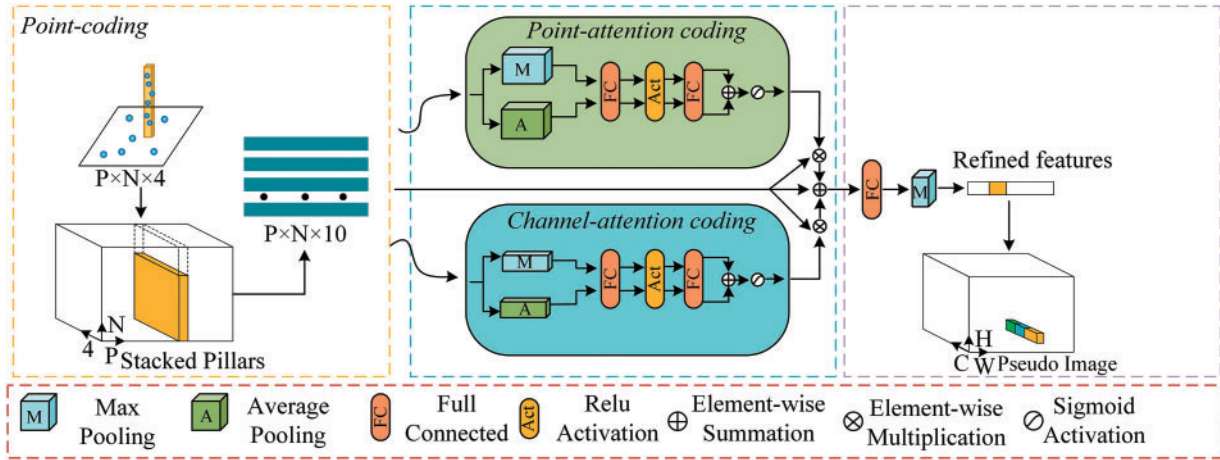 Point-coding
P×N×4
N
4
P
Stacked Pillars
P×N×10
Point-attention coding
M
A
FC
Act
FC
Channel-attention coding
M
A
FC
Act
FC
FC
M
Refined features
H
C
W
Pseudo Image
M
Max
Pooling
A
Average
Pooling
FC
Full
Connected
Act
Relu
Activation
Element-wise
Summation
Element-wise
Multiplication
Sigmoid
Activation